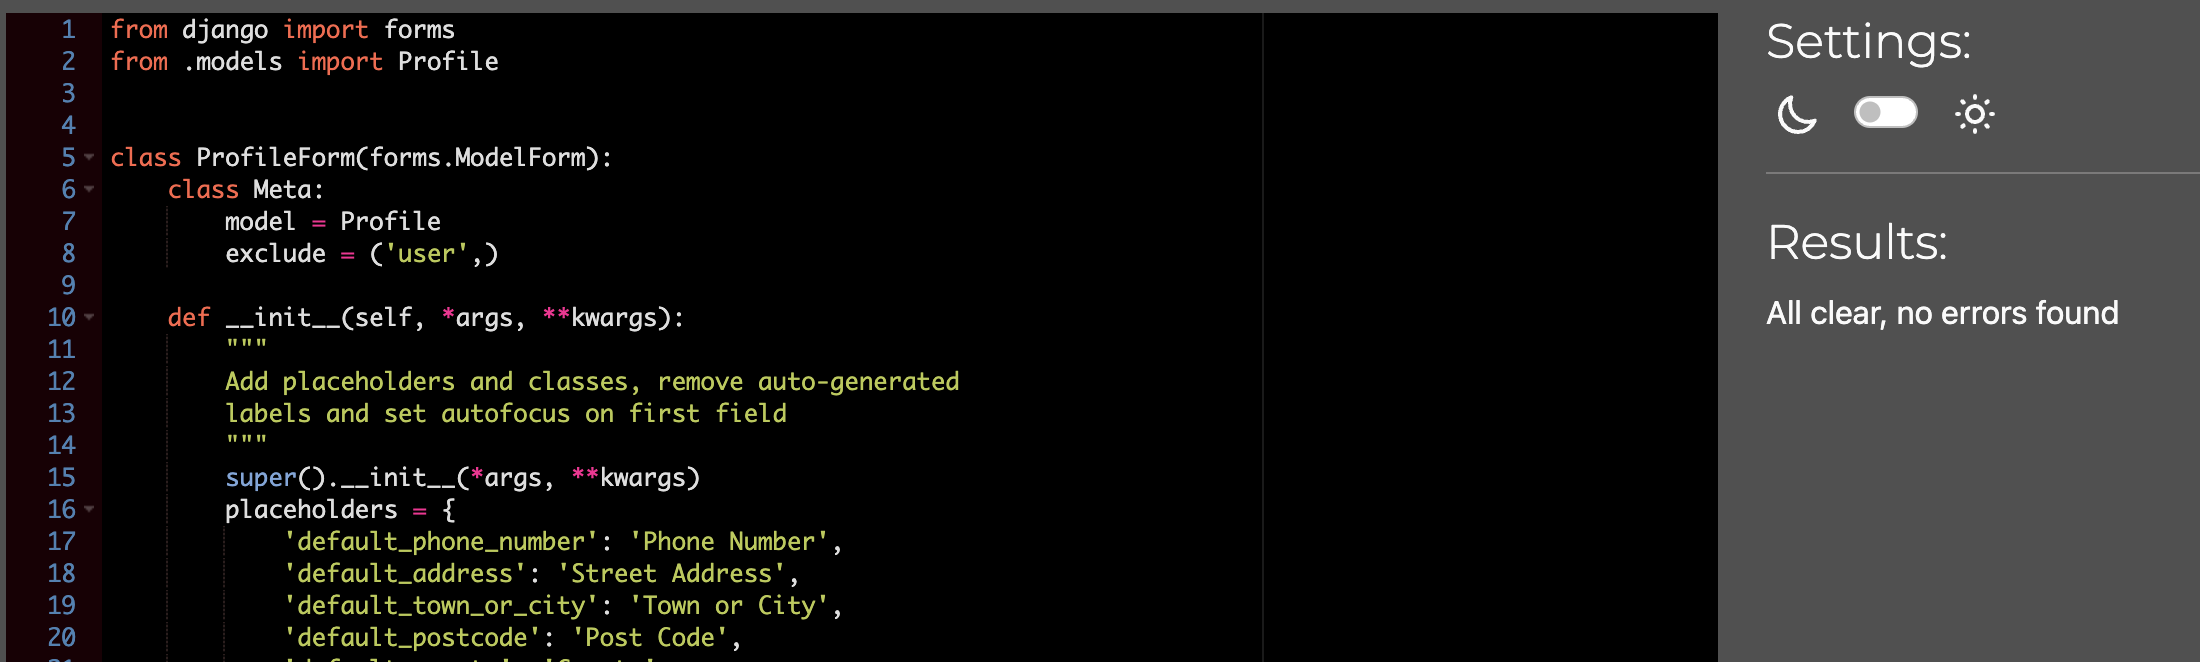 1 from django import forms
2 from .models import Profile
3
4
5 class ProfileForm(forms.ModelForm):
6     class Meta:
7         model = Profile
8         exclude = ('user',)
9
10     def __init__(self, *args, **kwargs):
11         """
12         Add placeholders and classes, remove auto-generated
13         labels and set autofocus on first field
14         """
15         super().__init__(*args, **kwargs)
16         placeholders = {
17             'default_phone_number': 'Phone Number',
18             'default_address': 'Street Address',
19             'default_town_or_city': 'Town or City',
20             'default_postcode': 'Post Code',
Settings:
Results:
All clear, no errors found